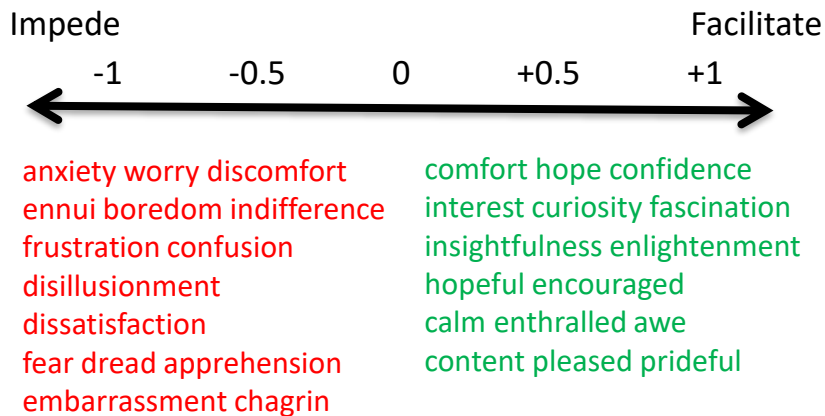 Impede Facilitate
-1 -0.5 0 +0.5 +1
anxiety worry discomfort
ennui boredom indifference
frustration confusion
disillusionment
dissatisfaction
fear dread apprehension
embarrassment chagrin
comfort hope confidence
interest curiosity fascination
insightfulness enlightenment
hopeful encouraged
calm enthralled awe
content pleased prideful